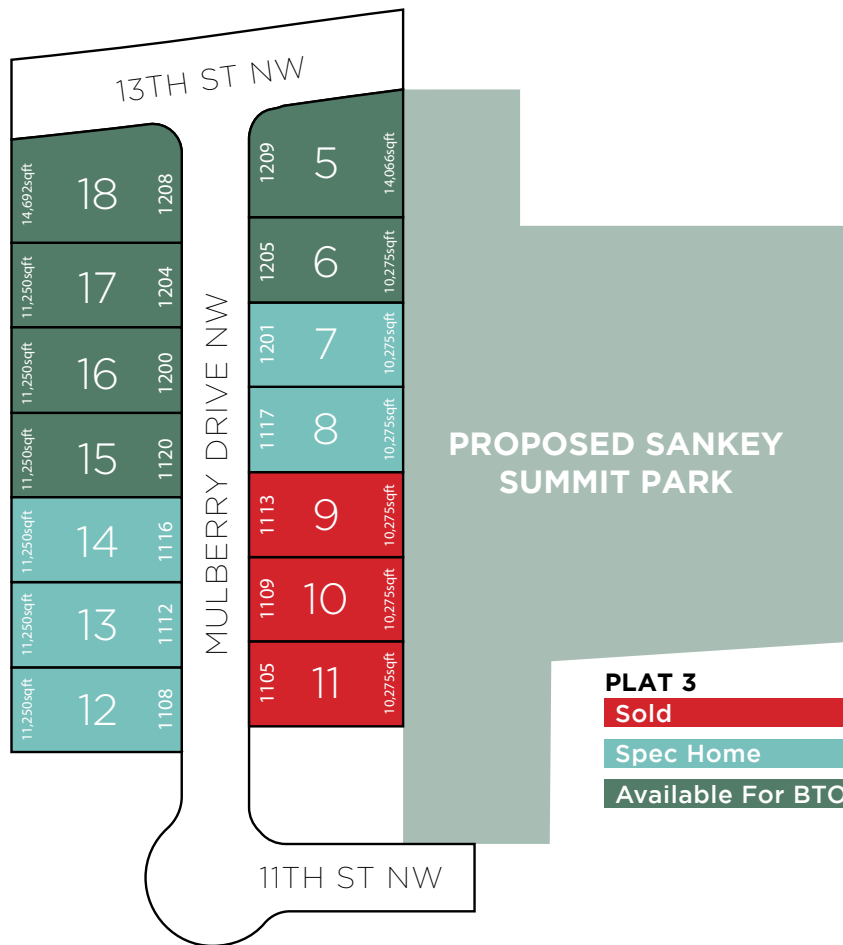 13TH ST NW
14,692sqft
18
1208
11,250sqft
17
1204
11,250sqft
16
1200
11,250sqft
15
1120
11,250sqft
14
1116
11,250sqft
13
1112
11,250sqft
12
1108
MULBERRY DRIVE NW
1209
5
14,066sqft
1205
6
10,275sqft
1201
7
10,275sqft
1117
8
10,275sqft
1113
9
10,275sqft
1109
10
10,275sqft
1105
11
10,275sqft
PROPOSED SANKEY
SUMMIT PARK
PLAT 3
Sold
Spec Home
Available For BTO
11TH ST NW